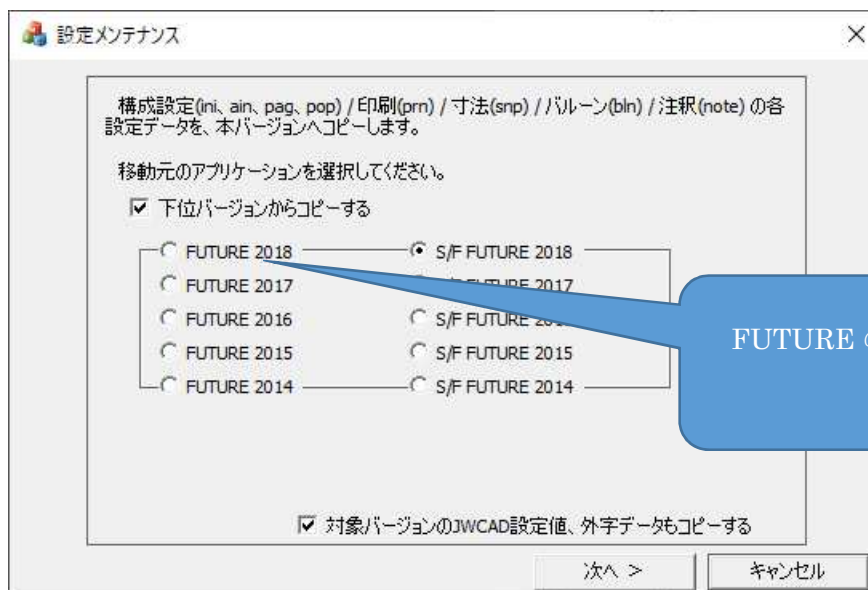 設定メンテナンス
構成設定(ini、ain、pag、pop) / 印刷(prn) / 寸法(snp) / バルーン(bln) / 注釈(note) の各
設定データを、本バージョンへコピーします。
移動元のアプリケーションを選択してください。
下位バージョンからコピーする
FUTURE 2018 S/F FUTURE 2018
FUTURE 2017 S/F FUTURE 2017
FUTURE 2016 S/F FUTURE
FUTURE 2015 S/F FUTURE 2015
FUTURE 2014 S/F FUTURE 2014
FUTURE
対象バージョンのJWCAD設定値、外字データもコピーする
次へ > キャンセル